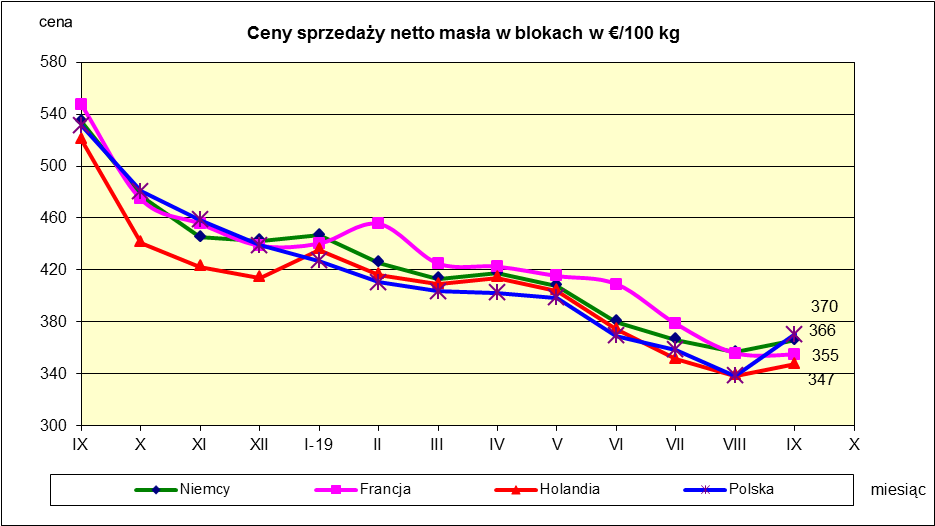 cena
Ceny sprzedaży netto masła w blokach w €/100 kg
580
540
500
460
420
380
340
300
370
366
355
347
IX X XI XII I-19 II III IV V VI VII VIII IX X
Niemcy Francja Holandia Polska
miesiąc